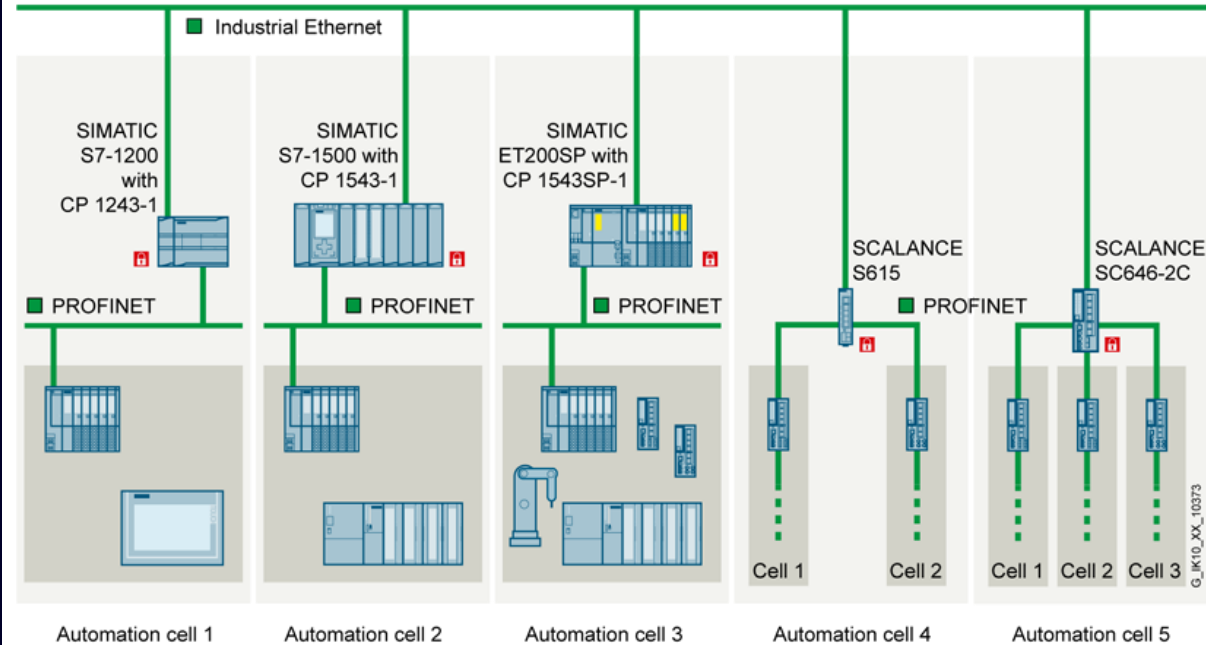 Industrial Ethernet
SIMATIC
S7-1200
with
CP 1243-1
SIMATIC
S7-1500 with
CP 1543-1
SIMATIC
ET200SP with
CP 1543SP-1
SCALANCE
S615
SCALANCE
SC646-2C
PROFINET
PROFINET
PROFINET
PROFINET
Cell 1
Cell 2
Cell 1
Cell 2
Cell 3
G_IK10_XX_10373
Automation cell 1
Automation cell 2
Automation cell 3
Automation cell 4
Automation cell 5